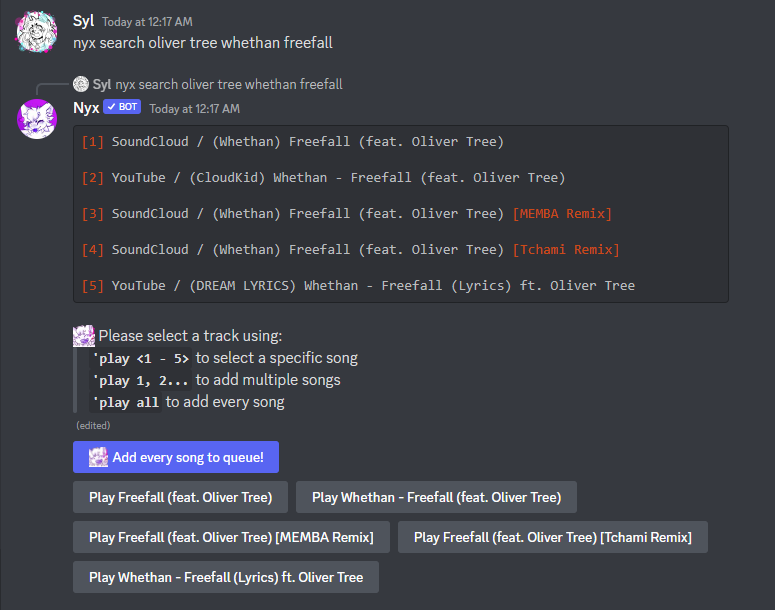 Syl Today at 12:17 AM
nyx search oliver tree whethan freefall
Syl nyx search oliver tree whethan freefall
Nyx ✓ BOT Today at 12:17 AM
[1] SoundCloud / (Whethan) Freefall (feat. Oliver Tree)
[2] YouTube / (CloudKid) Whethan - Freefall (feat. Oliver Tree)
[3] SoundCloud / (Whethan) Freefall (feat. Oliver Tree) [MEMBA Remix]
[4] SoundCloud / (Whethan) Freefall (feat. Oliver Tree) [Tchami Remix]
[5] YouTube / (DREAM LYRICS) Whethan - Freefall (Lyrics) ft. Oliver Tree
Please select a track using:
'play <1 - 5> to select a specific song
'play 1, 2... to add multiple songs
'play all to add every song
(edited)
Add every song to queue!
Play Freefall (feat. Oliver Tree) Play Whethan - Freefall (feat. Oliver Tree)
Play Freefall (feat. Oliver Tree) [MEMBA Remix] Play Freefall (feat. Oliver Tree) [Tchami Remix]
Play Whethan - Freefall (Lyrics) ft. Oliver Tree